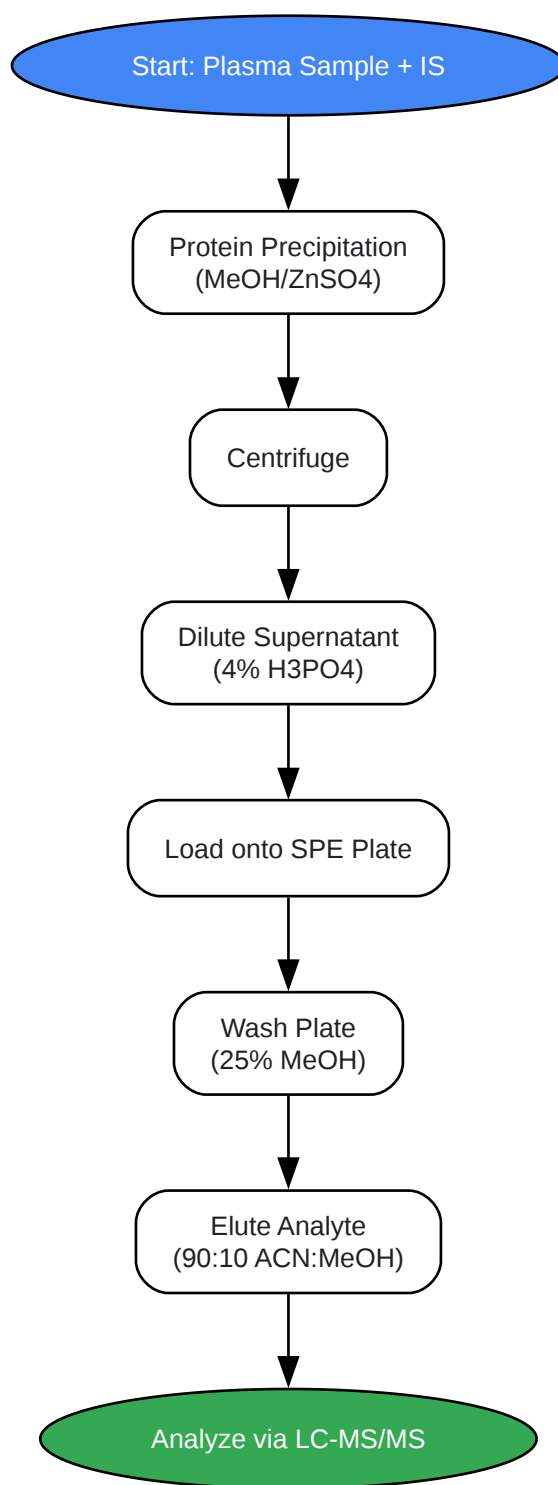 Start: Plasma Sample + IS
Protein Precipitation
(MeOH/ZnSO4)
Centrifuge
Dilute Supernatant
(4% H3PO4)
Load onto SPE Plate
Wash Plate
(25% MeOH)
Elute Analyte
(90:10 ACN:MeOH)
Analyze via LC-MS/MS